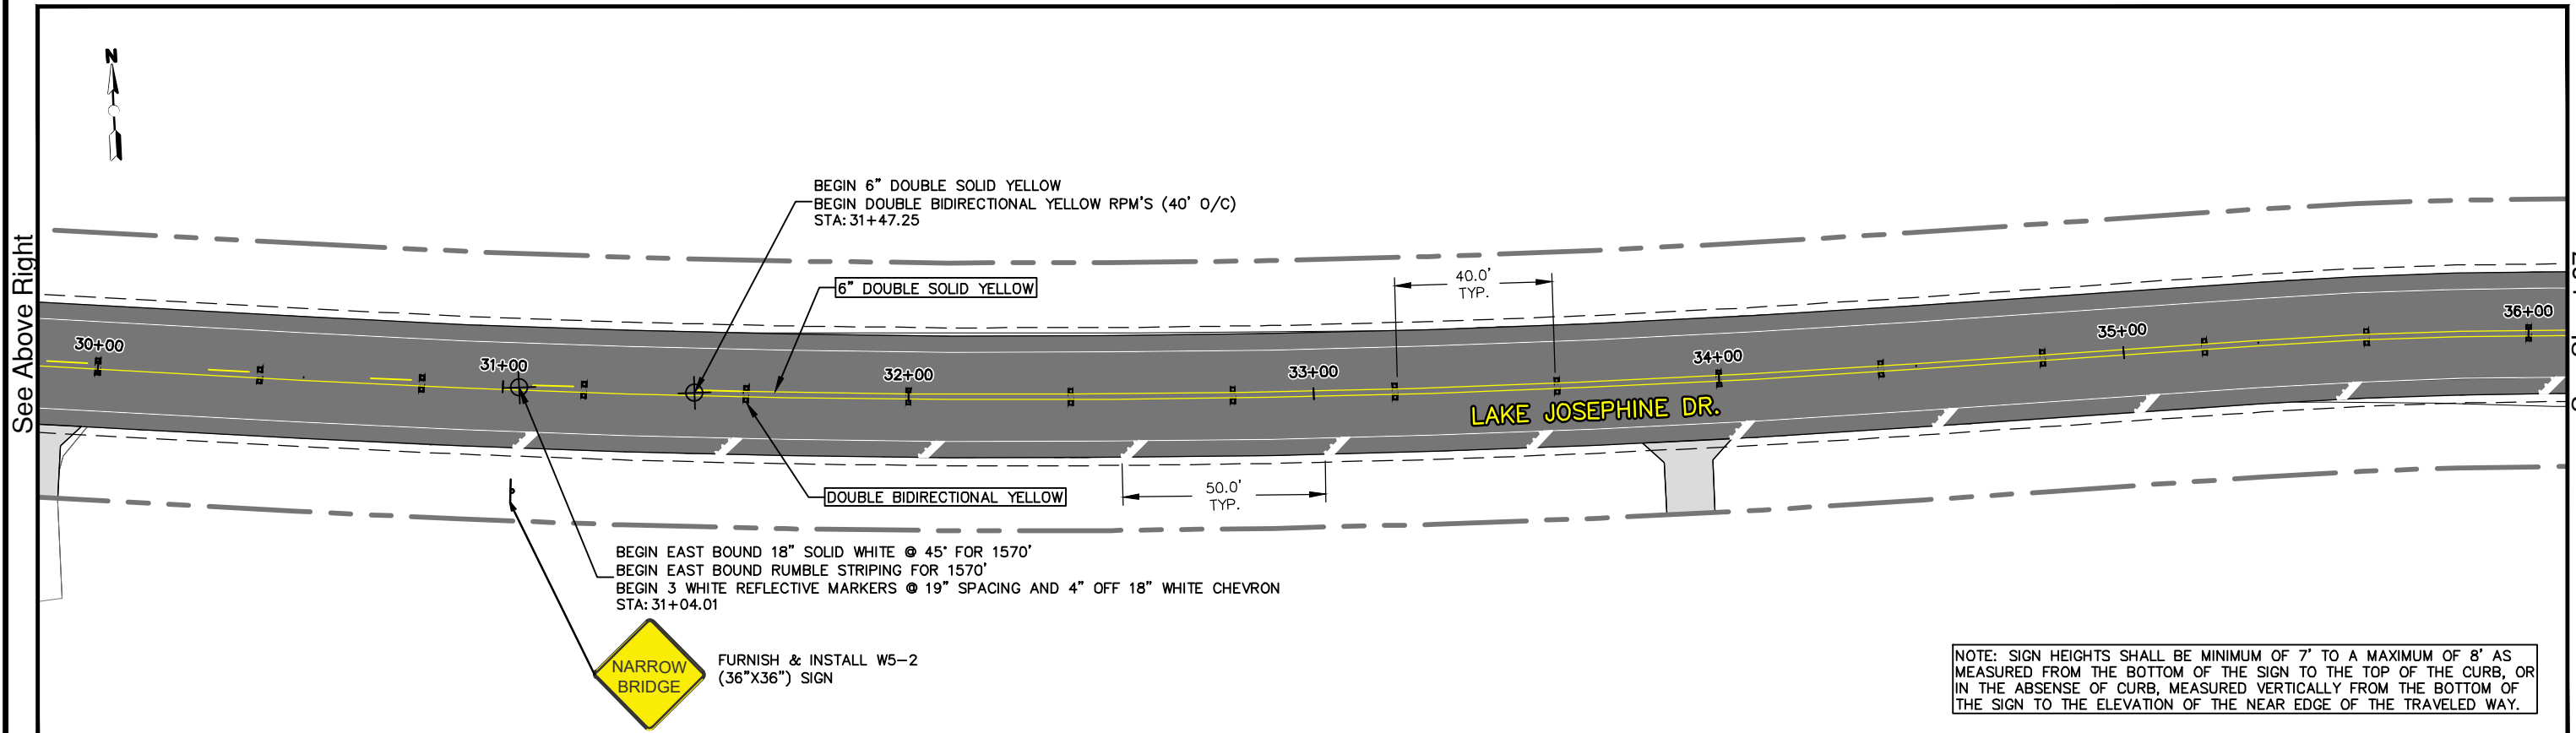 N
See Above Right
BEGIN 6" DOUBLE SOLID YELLOW
BEGIN DOUBLE BIDIRECTIONAL YELLOW RPM'S (40' O/C)
STA: 31+47.25
6" DOUBLE SOLID YELLOW
40.0'
TYP.
30+00
31+00
32+00
33+00
34+00
35+00
36+00
LAKE JOSEPHINE DR.
DOUBLE BIDIRECTIONAL YELLOW
50.0'
TYP.
BEGIN EAST BOUND 18" SOLID WHITE @ 45° FOR 1570'
BEGIN EAST BOUND RUMBLE STRIPING FOR 1570'
BEGIN 3 WHITE REFLECTIVE MARKERS @ 19" SPACING AND 4" OFF 18" WHITE CHEVRON
STA: 31+04.01
NARROW
BRIDGE
FURNISH & INSTALL W5-2
(36"X36") SIGN
NOTE: SIGN HEIGHTS SHALL BE MINIMUM OF 7' TO A MAXIMUM OF 8' AS
MEASURED FROM THE BOTTOM OF THE SIGN TO THE TOP OF THE CURB, OR
IN THE ABSENSE OF CURB, MEASURED VERTICALLY FROM THE BOTTOM OF
THE SIGN TO THE ELEVATION OF THE NEAR EDGE OF THE TRAVELED WAY.